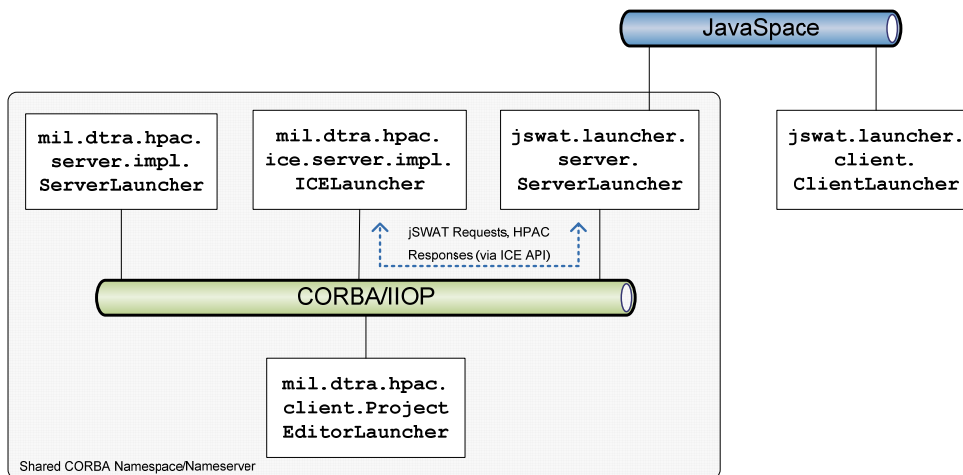 JavaSpace
mil.dtra.hpac.
server.impl.
ServerLauncher
mil.dtra.hpac.
ice.server.impl.
ICELauncher
jswat.launcher.
server.
ServerLauncher
jswat.launcher.
client.
ClientLauncher
jSWAT Requests, HPAC
Responses (via ICE API)
CORBA/IIOP
mil.dtra.hpac.
client.Project
EditorLauncher
Shared CORBA Namespace/Nameserver